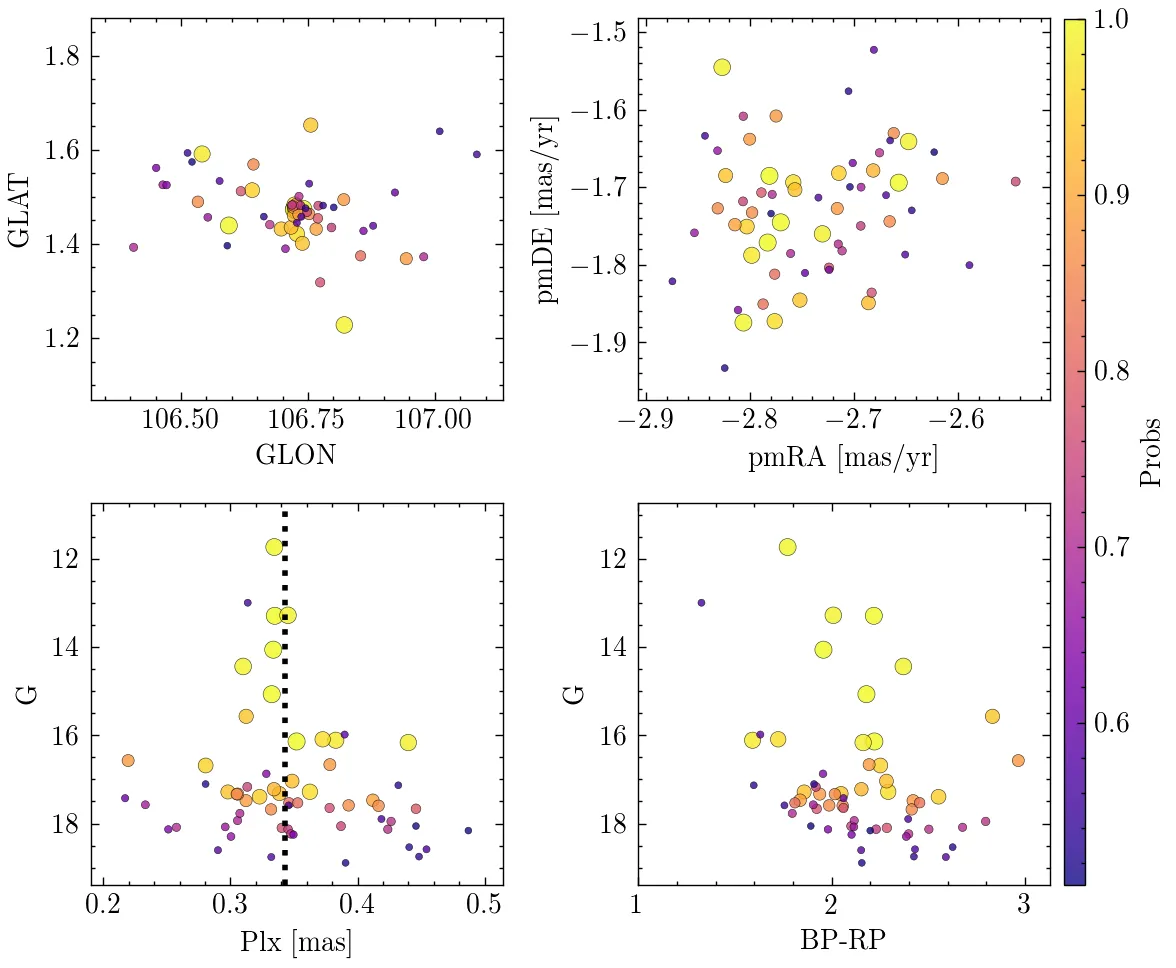 1.8
1.6
1.4
1.2
GLAT
106.50 106.75 107.00
GLON
−1.5
−1.6
−1.7
−1.8
−1.9
pmDE [mas/yr]
−2.9 −2.8 −2.7 −2.6
pmRA [mas/yr]
12
14
16
18
G
0.2 0.3 0.4 0.5
Plx [mas]
12
14
16
18
G
1 2 3
BP-RP
1.0
0.9
0.8
0.7
0.6
Probs